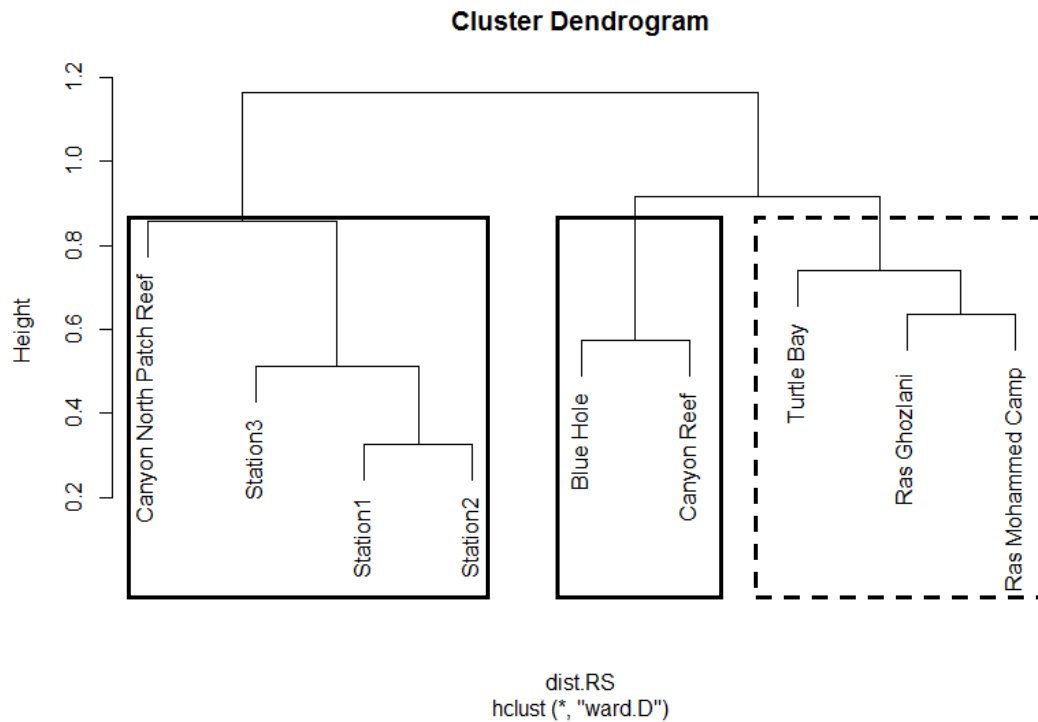 Cluster Dendrogram
Height
1.2
1.0
0.8
0.6
0.4
0.2
Canyon North Patch Reef
Station3
Station1
Station2
Blue Hole
Canyon Reef
Turtle Bay
Ras Ghozlani
Ras Mohammed Camp
dist.RS
hclust (*, "ward.D")